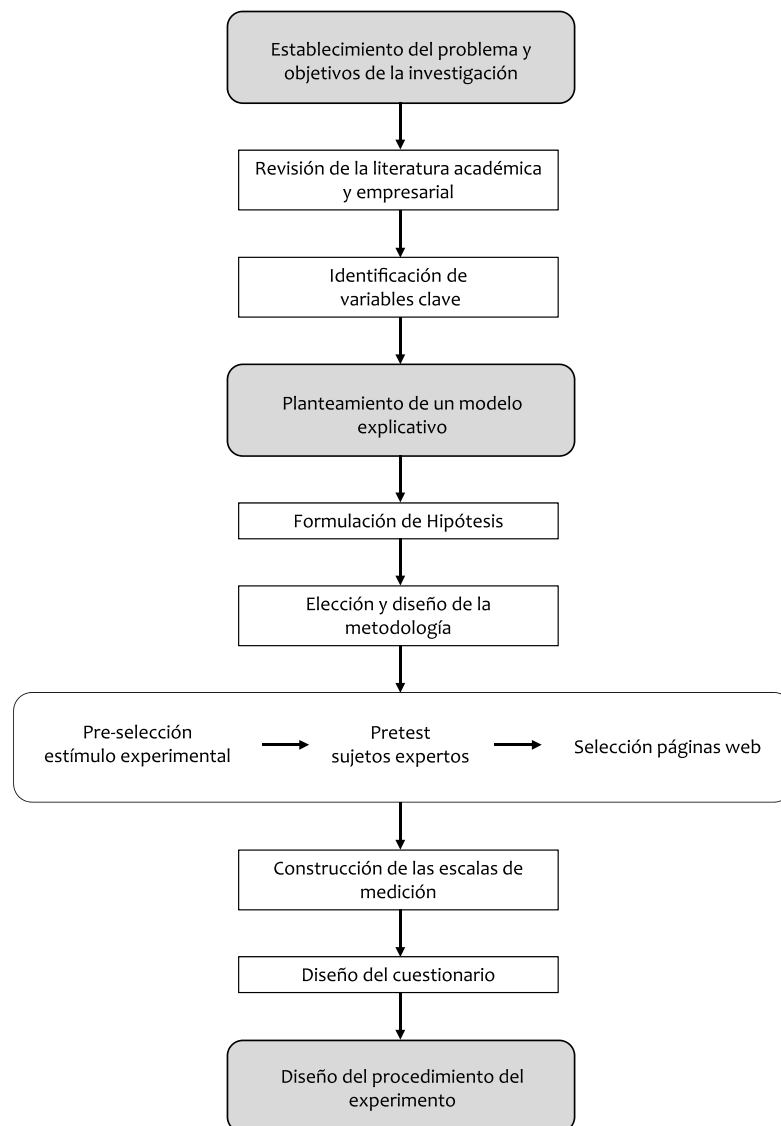 Establecimiento del problema y
objetivos de la investigación
Revisión de la literatura académica
y empresarial
Identificación de
variables clave
Planteamiento de un modelo
explicativo
Formulación de Hipótesis
Elección y diseño de la
metodología
Pre-selección
estímulo experimental
Pretest
sujetos expertos
Selección páginas web
Construcción de las escalas de
medición
Diseño del cuestionario
Diseño del procedimiento del
experimento